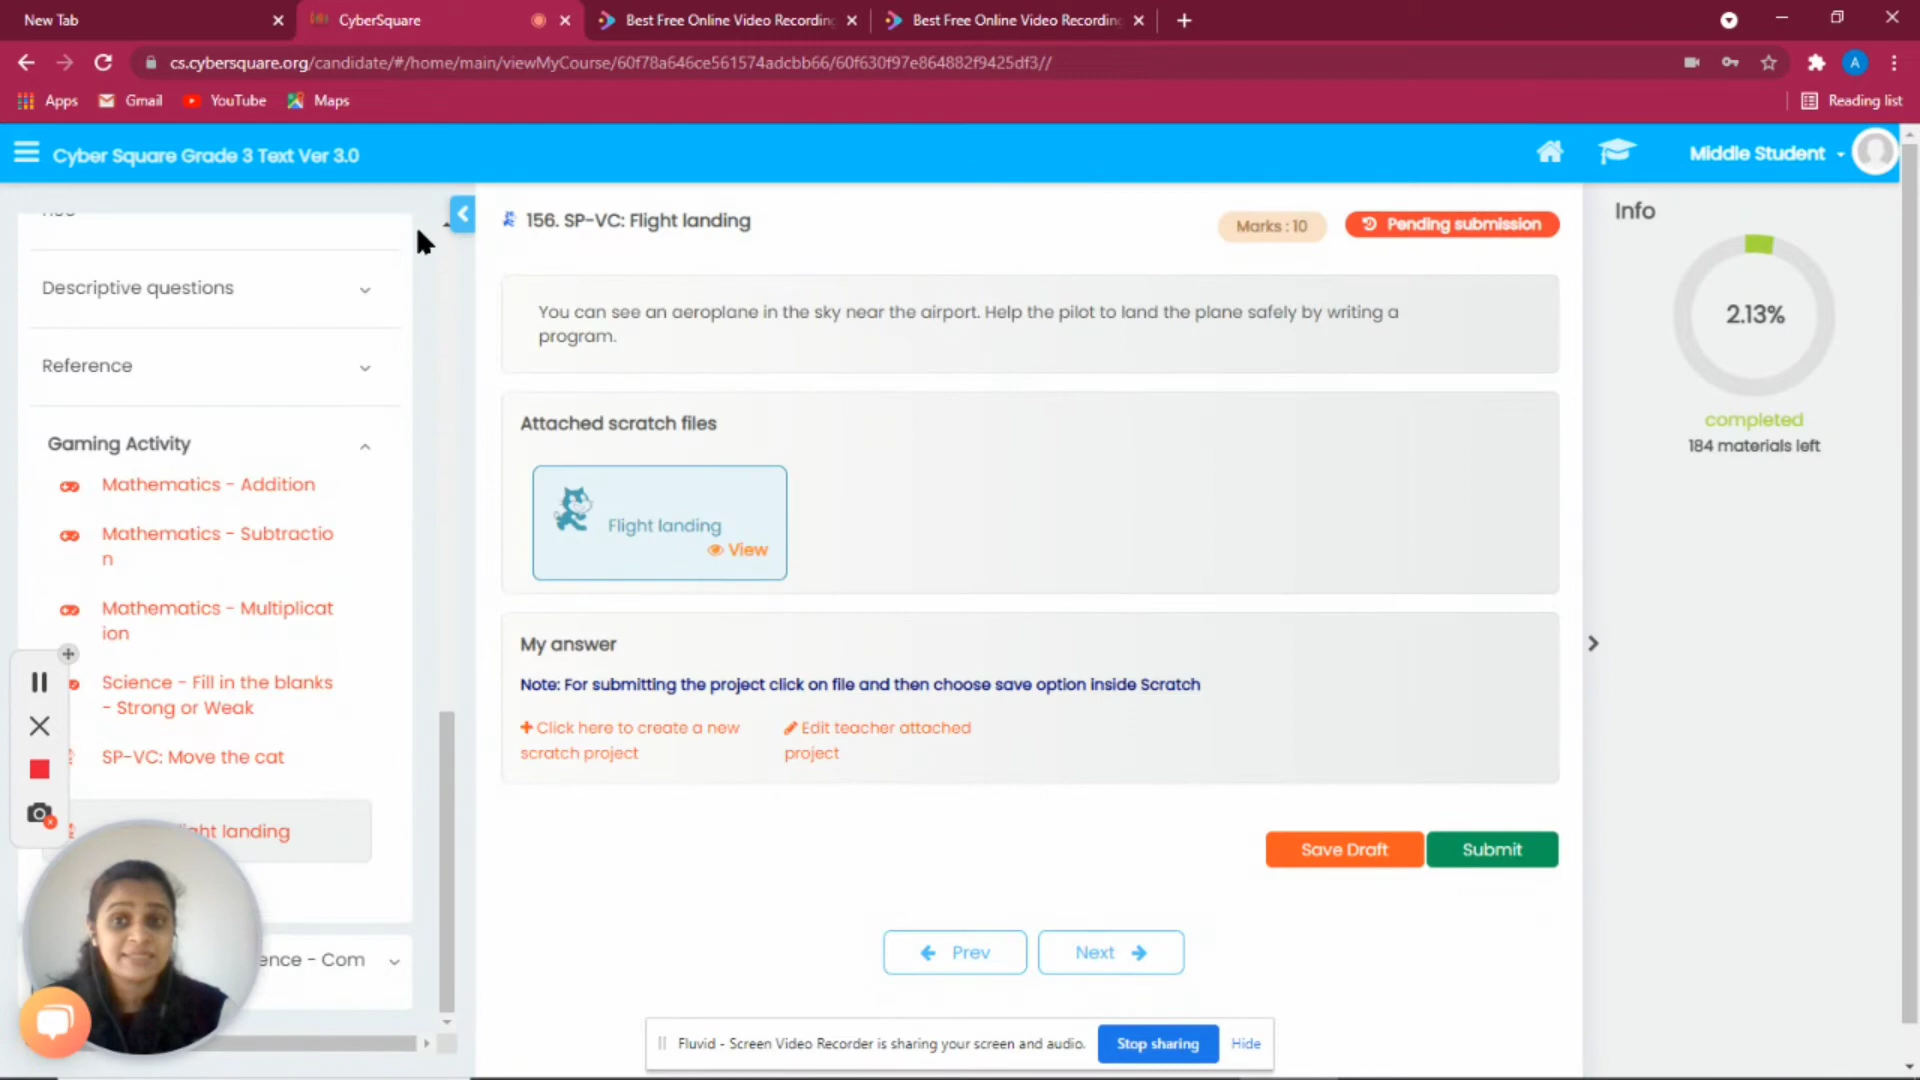 New Tab
CyberSquare
Best Free Online Video Recording
Best Free Online Video Recording
cs.cybersquare.org/candidate/#/home/main/viewMyCourse/60f78a646ce561574adcbb66/60f630f97e864882f9425df3//
A
Apps
Gmail
YouTube
Maps
Reading list
Cyber Square Grade 3 Text Ver 3.0
Middle Student
Descriptive questions
Reference
Gaming Activity
Mathematics - Addition
Mathematics - Subtractio
n
Mathematics - Multiplicat
ion
Science - Fill in the blanks
- Strong or Weak
SP-VC: Move the cat
ght landing
ence - Com
156. SP-VC: Flight landing
Marks : 10
Pending submission
You can see an aeroplane in the sky near the airport. Help the pilot to land the plane safely by writing a
program.
Attached scratch files
Flight landing
View
My answer
Note: For submitting the project click on file and then choose save option inside Scratch
Click here to create a new
scratch project
Edit teacher attached
project
Save Draft
Submit
Prev
Next
Info
2.13%
completed
184 materials left
Fluvid - Screen Video Recorder is sharing your screen and audio.
Stop sharing
Hide